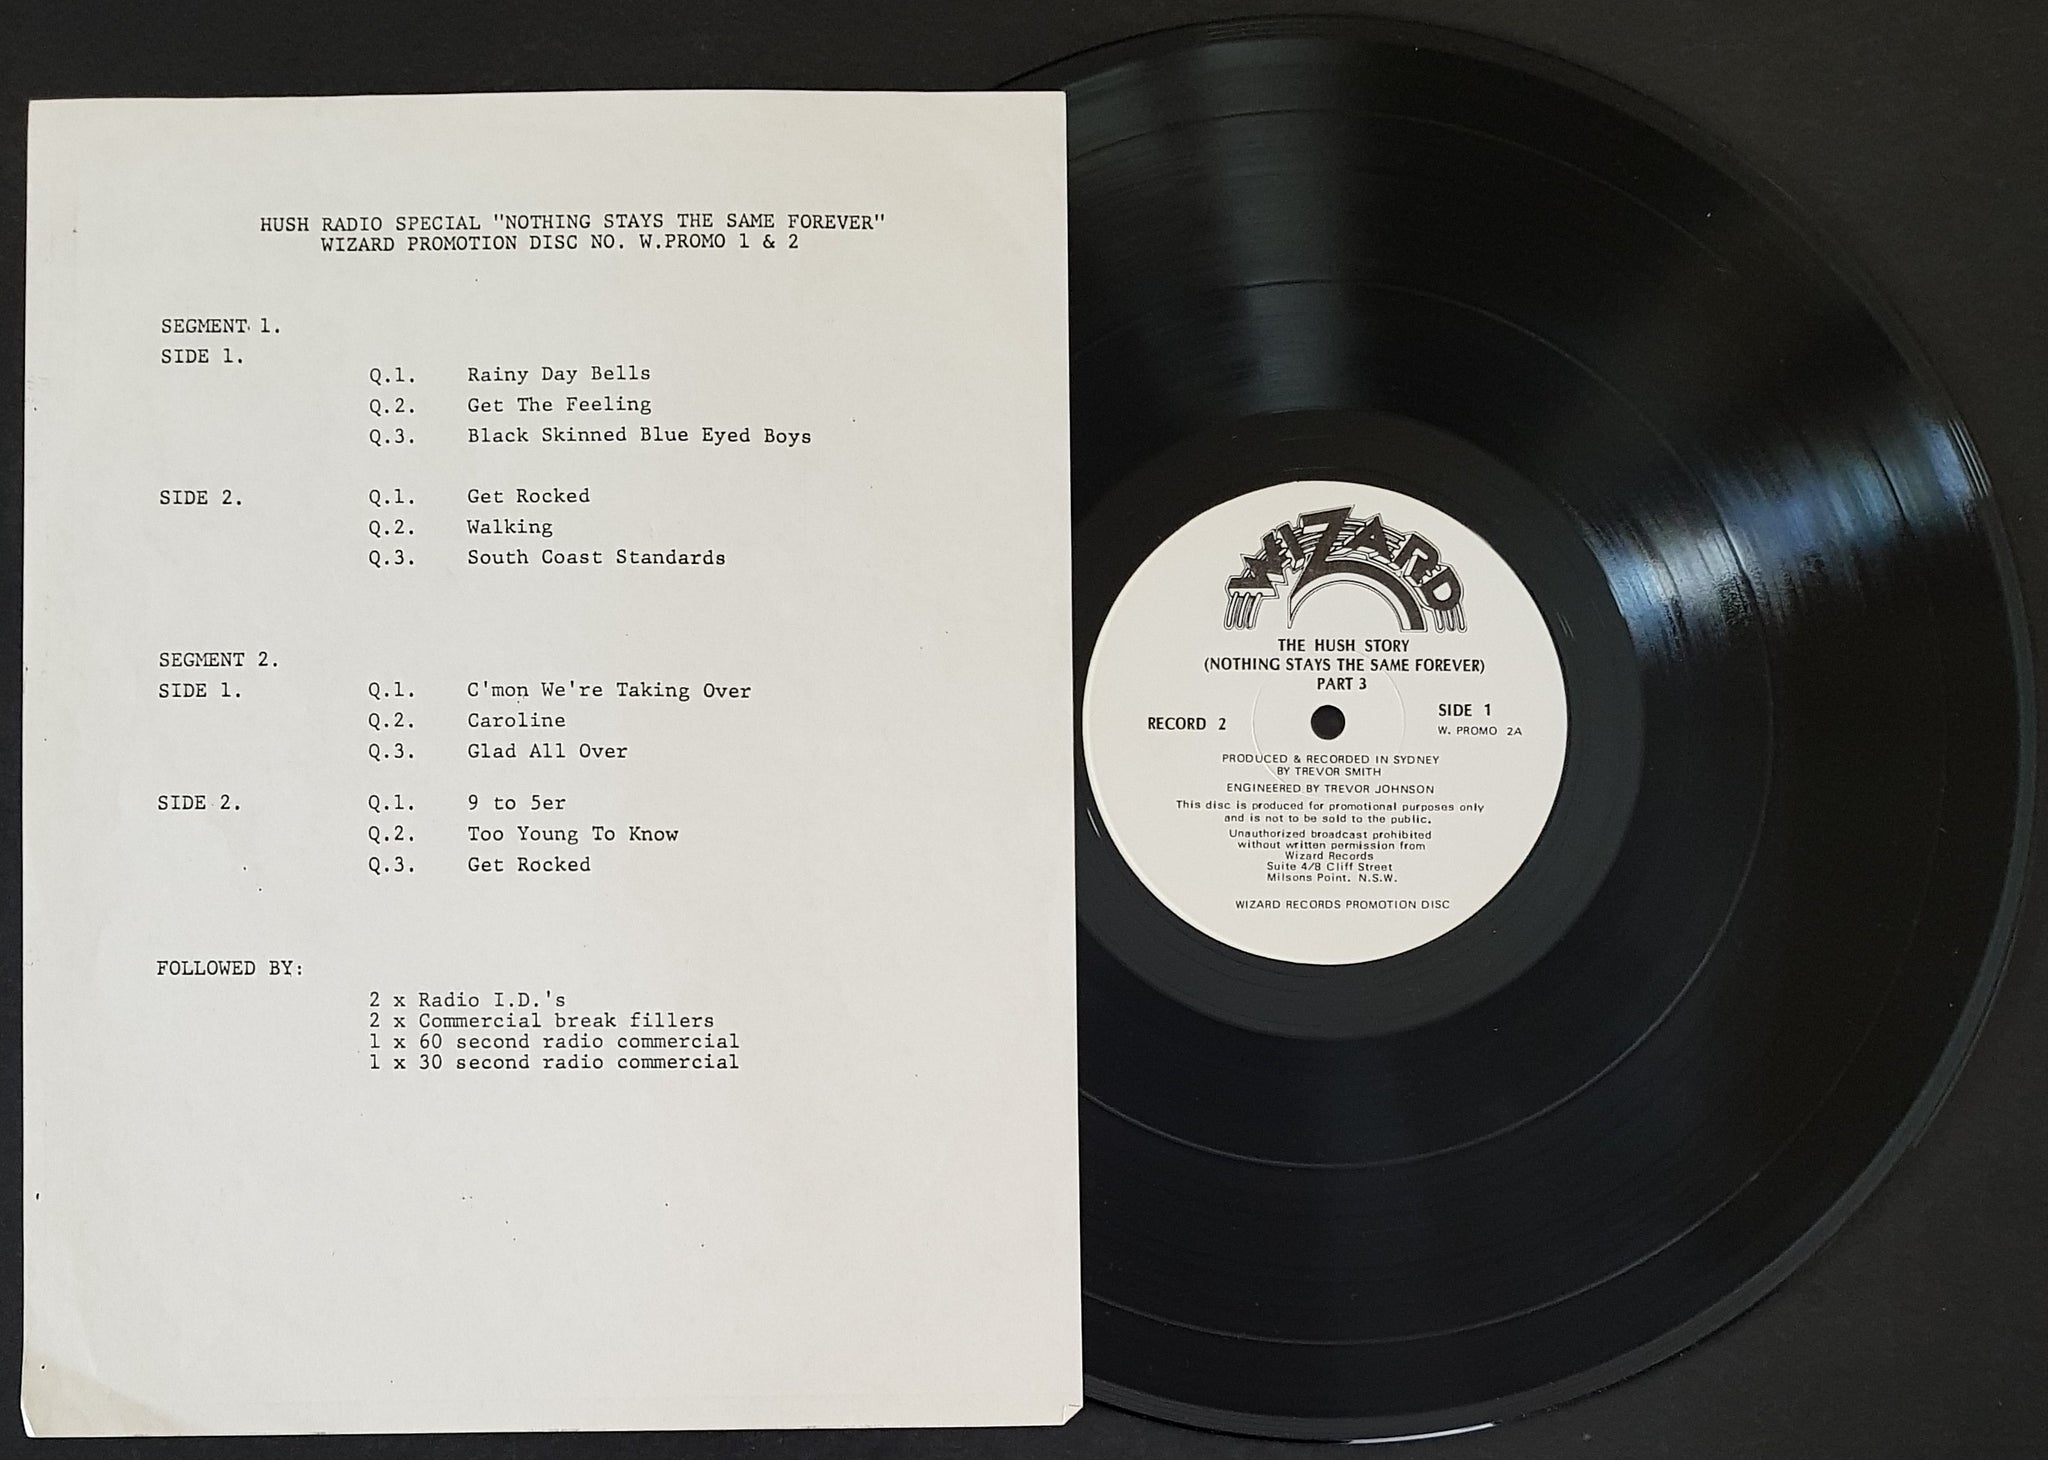 HUSH RADIO SPECIAL "NOTHING STAYS THE SAME FOREVER"
WIZARD PROMOTION DISC NO. W.PROMO 1 & 2
SEGMENT 1.
SIDE 1.
Q.1. Rainy Day Bells
Q.2. Get The Feeling
Q.3. Black Skinned Blue Eyed Boys
SIDE 2. Q.1. Get Rocked
Q.2. Walking
Q.3. South Coast Standards
SEGMENT 2.
SIDE 1. Q.1. C'mon We're Taking Over
Q.2. Caroline
Q.3. Glad All Over
SIDE 2. Q.1. 9 to 5er
Q.2. Too Young To Know
Q.3. Get Rocked
FOLLOWED BY:
2 x Radio I.D.'s
2 x Commercial break fillers
1 x 60 second radio commercial
1 x 30 second radio commercial
WIZARD
THE HUSH STORY
(NOTHING STAYS THE SAME FOREVER)
PART 3
RECORD 2
SIDE 1
W. PROMO 2A
PRODUCED & RECORDED IN SYDNEY
BY TREVOR SMITH
ENGINEERED BY TREVOR JOHNSON
This disc is produced for promotional purposes only
and is not to be sold to the public.
Unauthorized broadcast prohibited
without written permission from
Wizard Records
Suite 4/8 Cliff Street
Milsons Point. N.S.W.
WIZARD RECORDS PROMOTION DISC